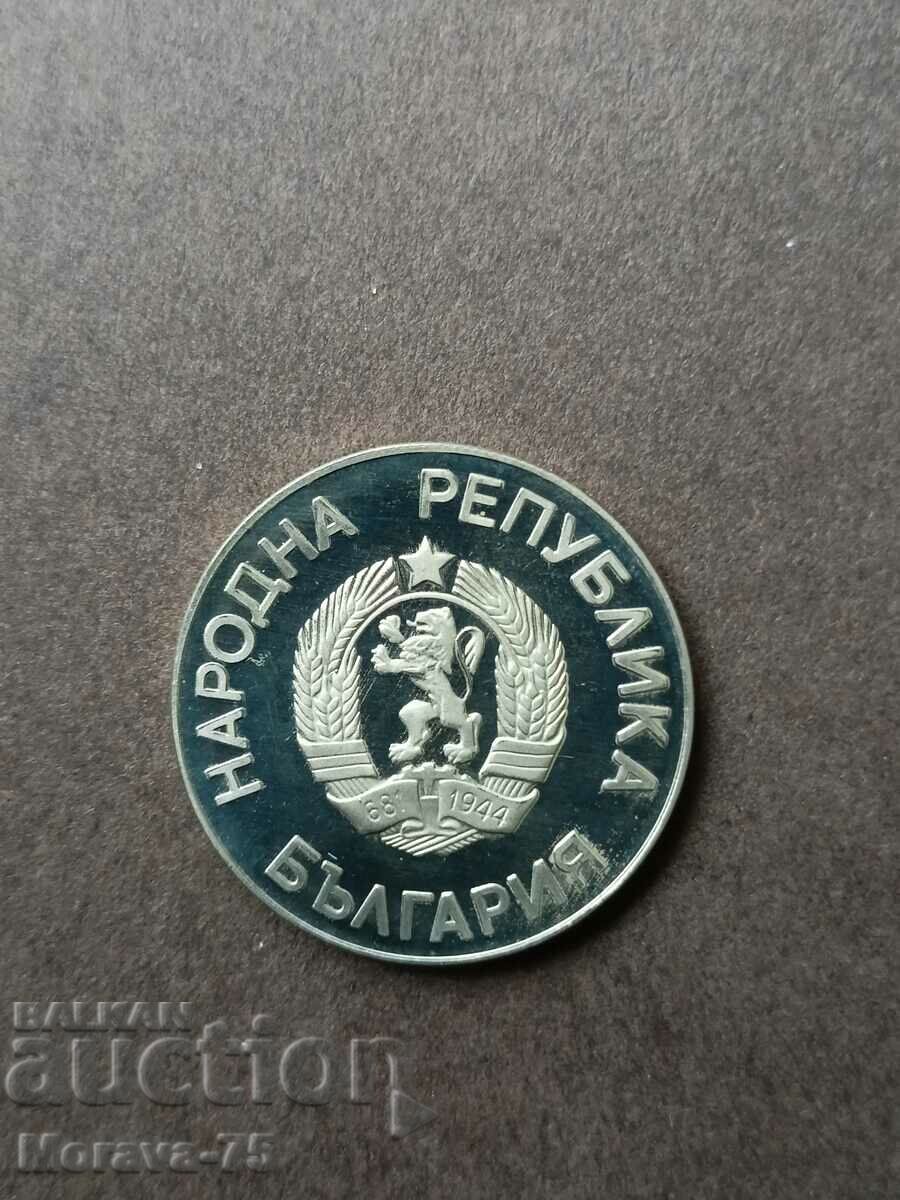 НАРОДНА РЕПУБЛИКА
БЪЛГАРИЯ
681 1944
BALKAN
auction
Morava-75